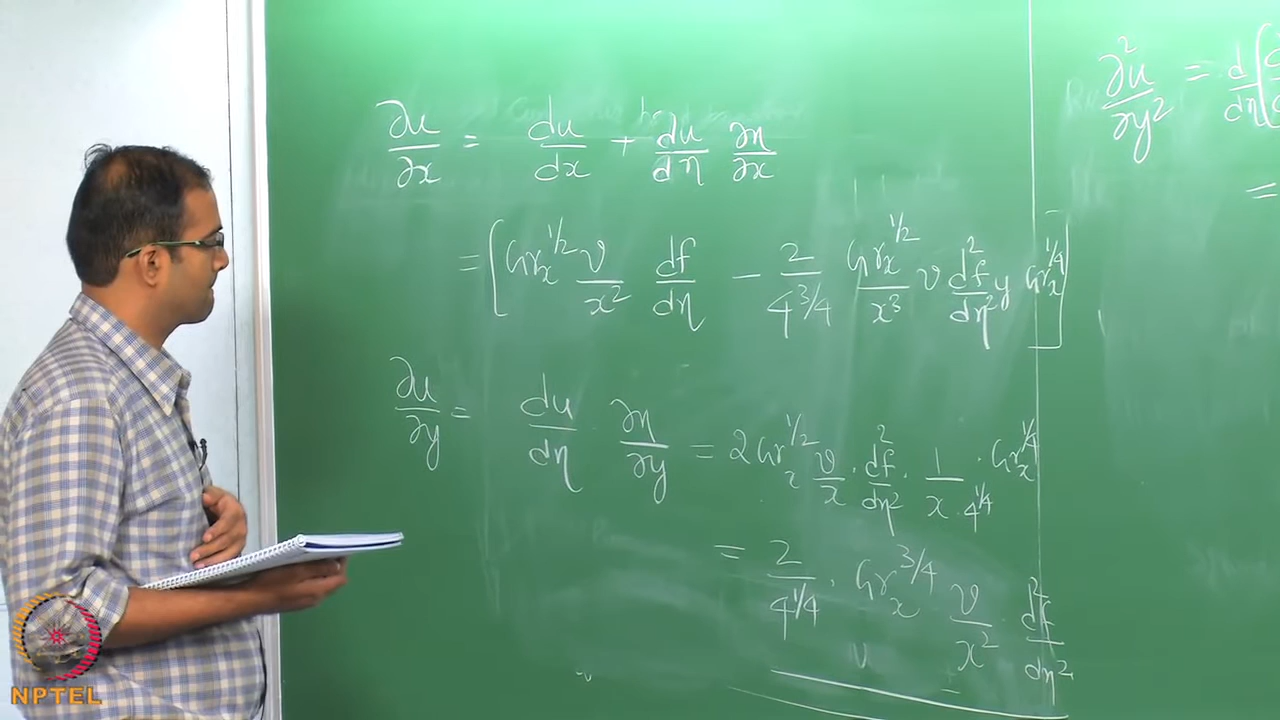 ∂u/∂x = du/dx + du/dη ∂η/∂x
= [Gr_x^{1/2} ν/x² df/dη − 2/4^{3/4} Gr_x^{1/2}/x³ ν d²f/dη² y Gr_x^{1/4}]
∂u/∂y = du/dη · ∂η/∂y = 2 Gr_x^{1/2} ν/x · d²f/dη² · 1/x · 4^{1/4} · Gr_x^{1/4}
= 2/4^{1/4} · Gr_x^{3/4} ν/x² · d²f/dη²
∂²u/∂y² = d/dη [
=
NPTEL